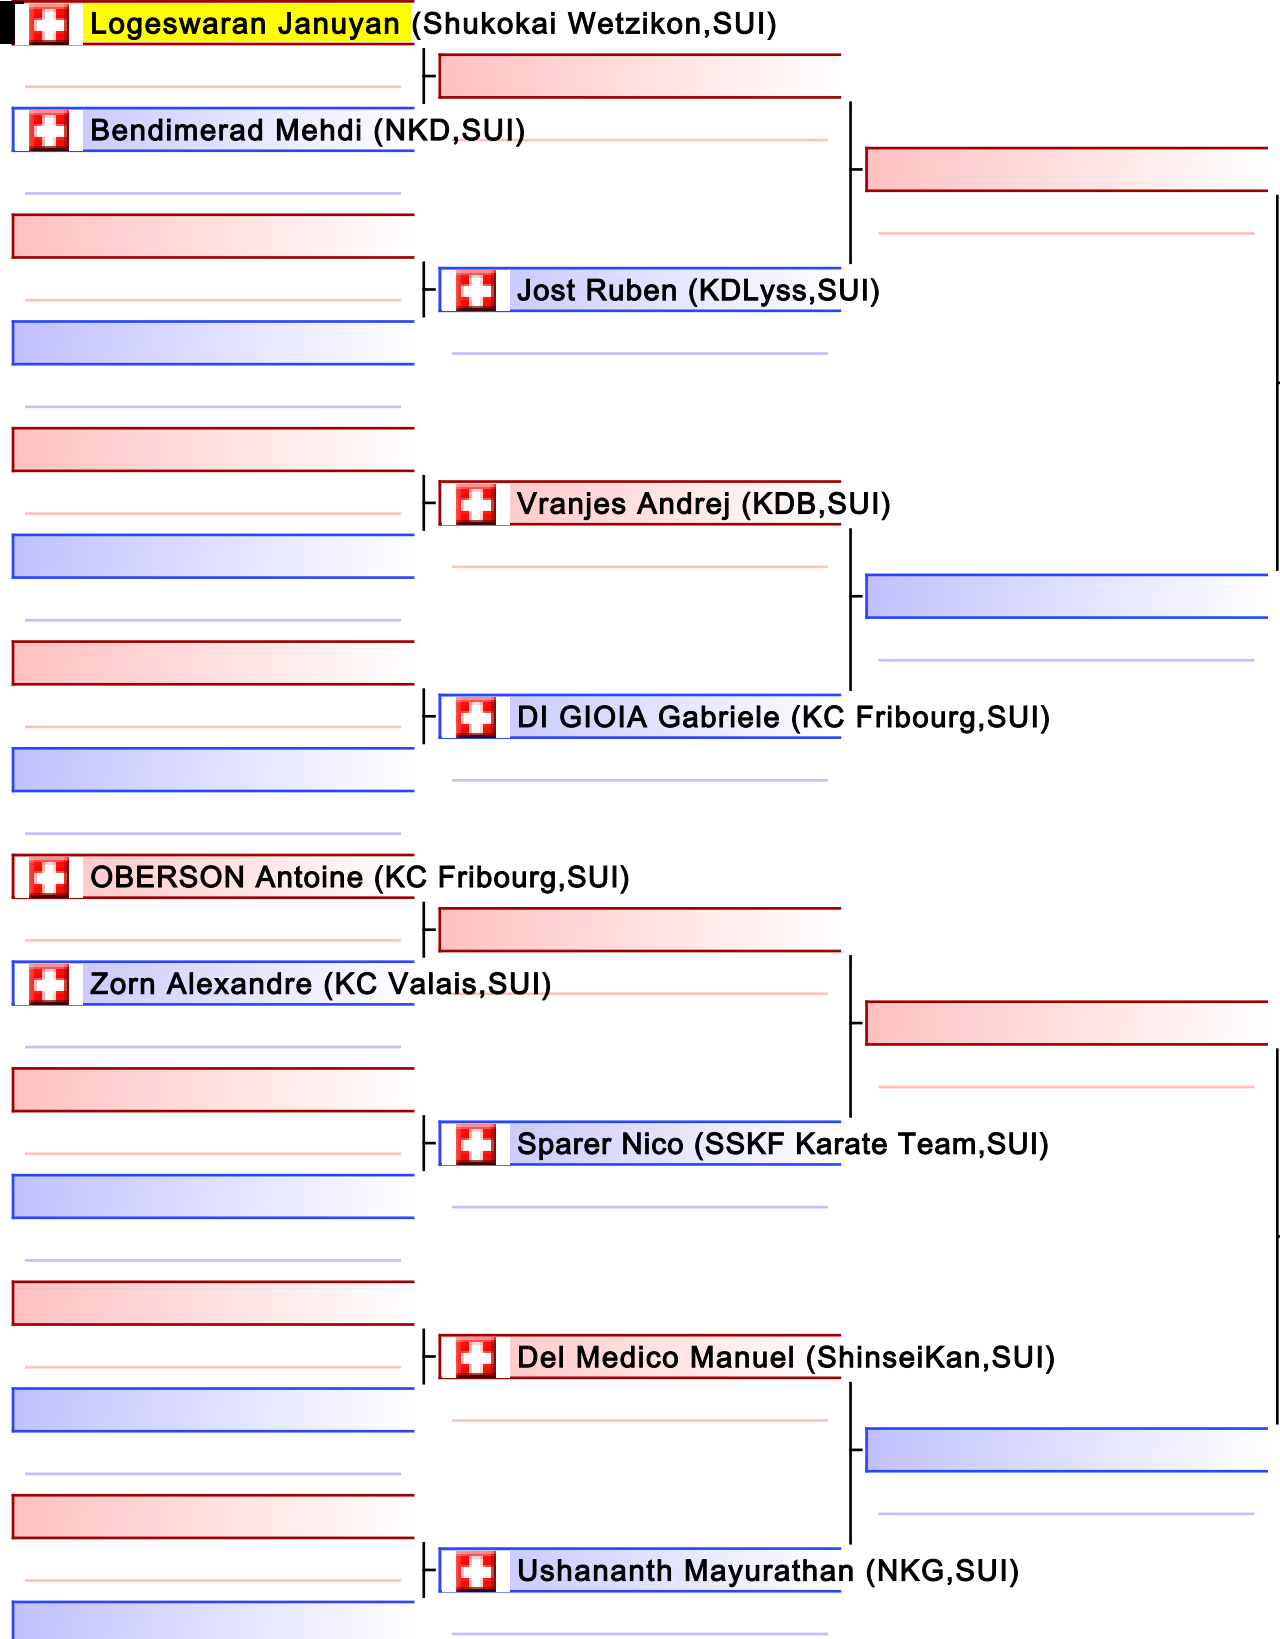 Logeswaran Januyan (Shukokai Wetzikon,SUI)
Bendimerad Mehdi (NKD,SUI)
Jost Ruben (KDLyss,SUI)
Vranjes Andrej (KDB,SUI)
DI GIOIA Gabriele (KC Fribourg,SUI)
OBERSON Antoine (KC Fribourg,SUI)
Zorn Alexandre (KC Valais,SUI)
Sparer Nico (SSKF Karate Team,SUI)
Del Medico Manuel (ShinseiKan,SUI)
Ushananth Mayurathan (NKG,SUI)